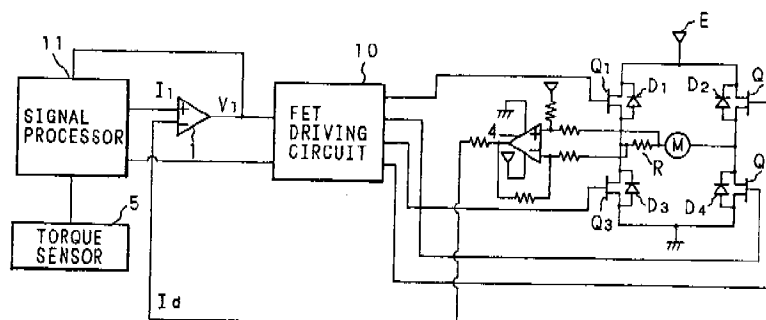 11
10
E
I1
V1
SIGNAL
PROCESSOR
FET
DRIVING
CIRCUIT
Q1
D1
D2
Q
4
R
M
Q
5
TORQUE
SENSOR
Q3
D3
D4
Id